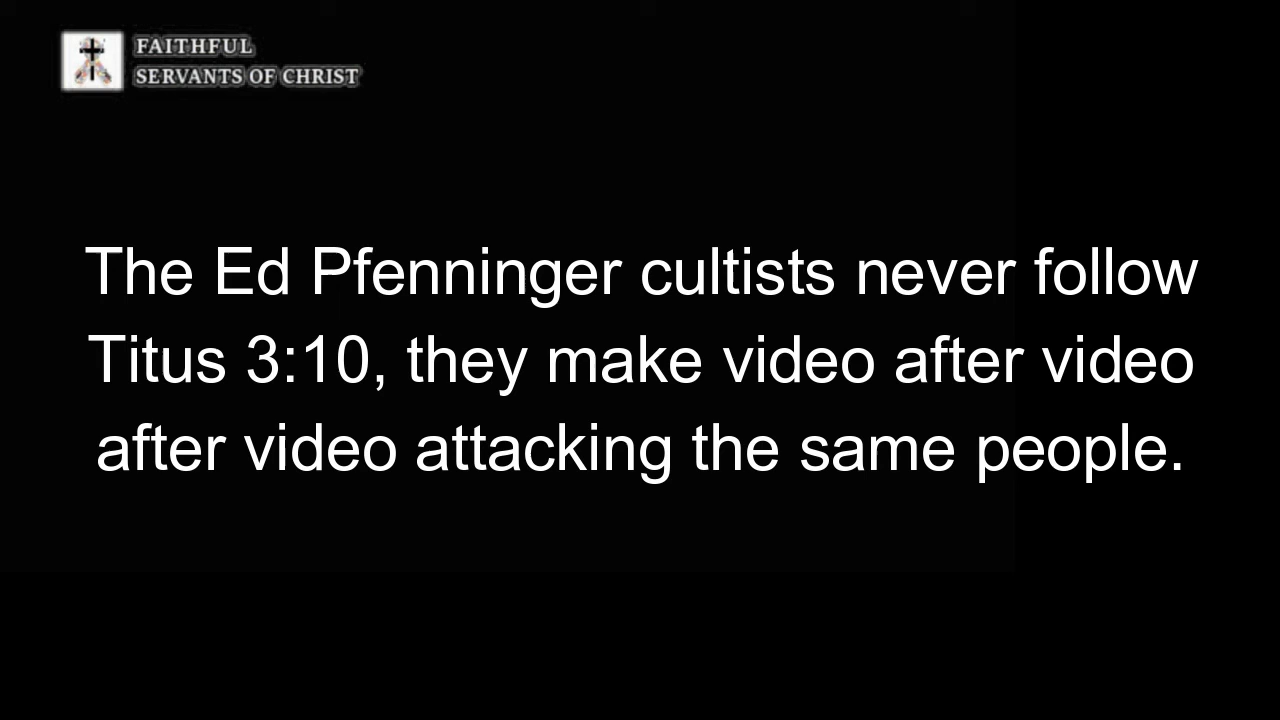 FAITHFUL
SERVANTS OF CHRIST
The Ed Pfenninger cultists never follow
Titus 3:10, they make video after video
after video attacking the same people.